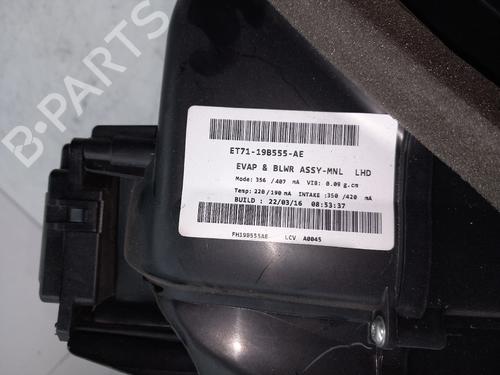 B-PARTS
ET71-19B555-AE
EVAP & BLWR ASSY-MNL LHD
Mode: 356 /407 mA VIB: 0.09 g.cm
Temp: 220/190 mA INTAKE :350 /420 mA
BUILD : 22/03/16 08:53:37
FH19B555AE LCV A0045